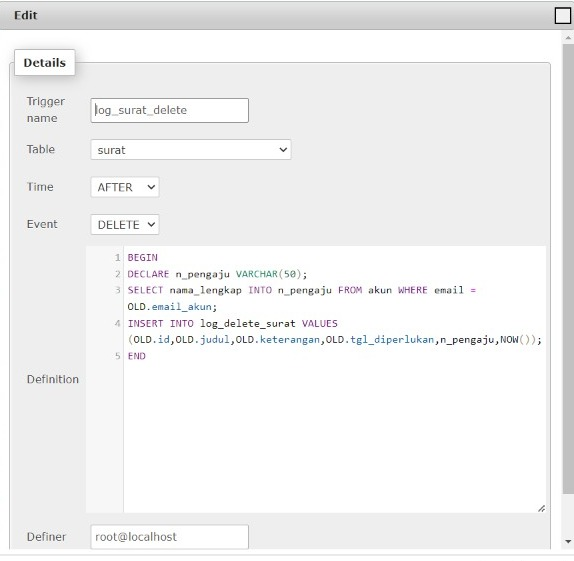 Edit
Details
Trigger
name
log_surat_delete
Table
surat
Time
AFTER
Event
DELETE
Definition
1 BEGIN
2 DECLARE n_pengaju VARCHAR(50);
3 SELECT nama_lengkap INTO n_pengaju FROM akun WHERE email =
OLD.email_akun;
4 INSERT INTO log_delete_surat VALUES
(OLD.id,OLD.judul,OLD.keterangan,OLD.tgl_diperlukan,n_pengaju,NOW());
5 END
Definer
root@localhost